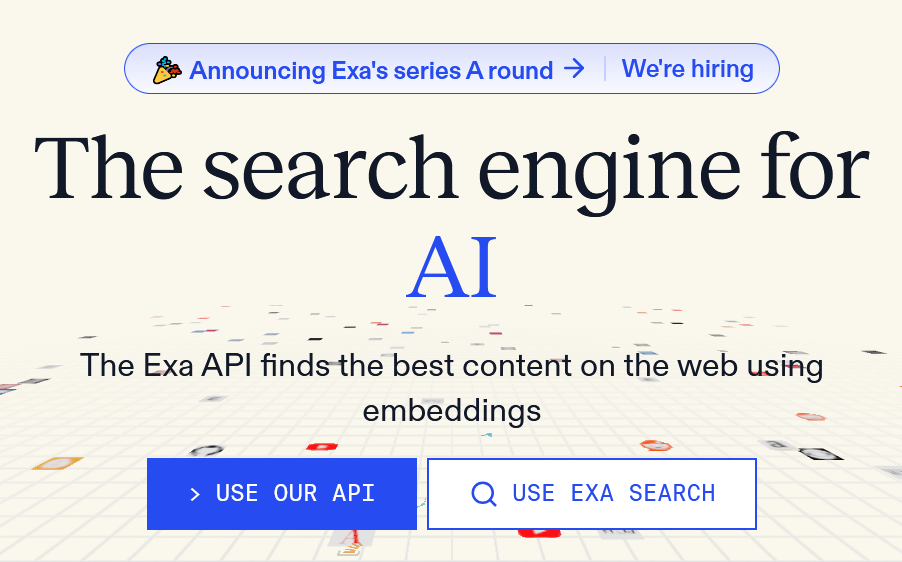 Announcing Exa's series A round → We're hiring
The search engine for
AI
The Exa API finds the best content on the web using
embeddings
> USE OUR API USE EXA SEARCH